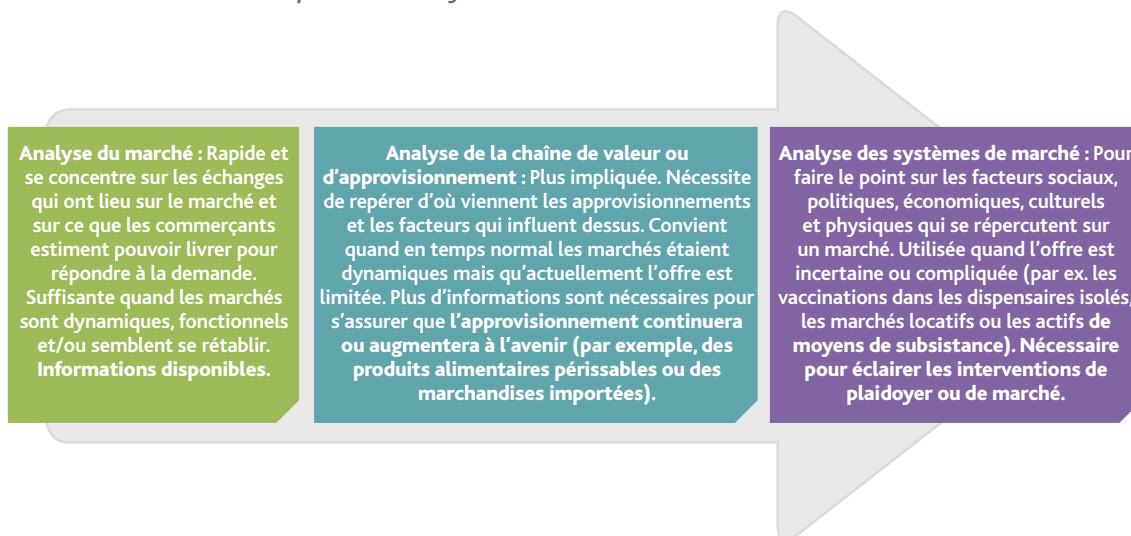 Analyse du marché : Rapide et
se concentre sur les échanges
qui ont lieu sur le marché et
sur ce que les commerçants
estiment pouvoir livrer pour
répondre à la demande.
Suffisante quand les marchés
sont dynamiques, fonctionnels
et/ou semblent se rétablir.
Informations disponibles.
Analyse de la chaîne de valeur ou
d'approvisionnement : Plus impliquée. Nécessite
de repérer d'où viennent les approvisionnements
et les facteurs qui influent dessus. Convient
quand en temps normal les marchés étaient
dynamiques mais qu'actuellement l'offre est
limitée. Plus d'informations sont nécessaires pour
s'assurer que l'approvisionnement continuera
ou augmentera à l'avenir (par exemple, des
produits alimentaires périssables ou des
marchandises importées).
Analyse des systèmes de marché : Pour
faire le point sur les facteurs sociaux,
politiques, économiques, culturels
et physiques qui se répercutent sur
un marché. Utilisée quand l'offre est
incertaine ou compliquée (par ex. les
vaccinations dans les dispensaires isolés,
les marchés locatifs ou les actifs de
moyens de subsistance). Nécessaire
pour éclairer les interventions de
plaidoyer ou de marché.